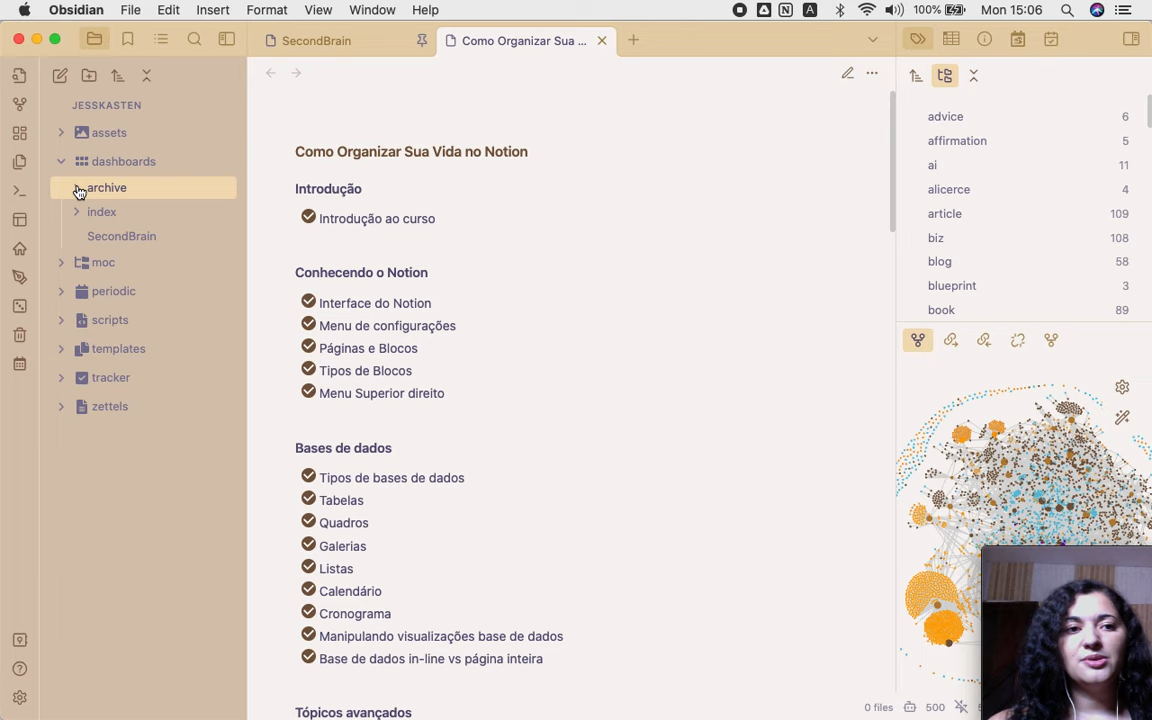 Obsidian File Edit Insert Format View Window Help
100% Mon 15:06
SecondBrain
Como Organizar Sua ...
JESSKASTEN
assets
dashboards
archive
index
SecondBrain
moc
periodic
scripts
templates
tracker
zettels
Como Organizar Sua Vida no Notion
Introdução
Introdução ao curso
Conhecendo o Notion
Interface do Notion
Menu de configurações
Páginas e Blocos
Tipos de Blocos
Menu Superior direito
Bases de dados
Tipos de bases de dados
Tabelas
Quadros
Galerias
Listas
Calendário
Cronograma
Manipulando visualizações base de dados
Base de dados in-line vs página inteira
Tópicos avançados
advice 6
affirmation 5
ai 11
alicerce 4
article 109
biz 108
blog 58
blueprint 3
book 89
0 files 500